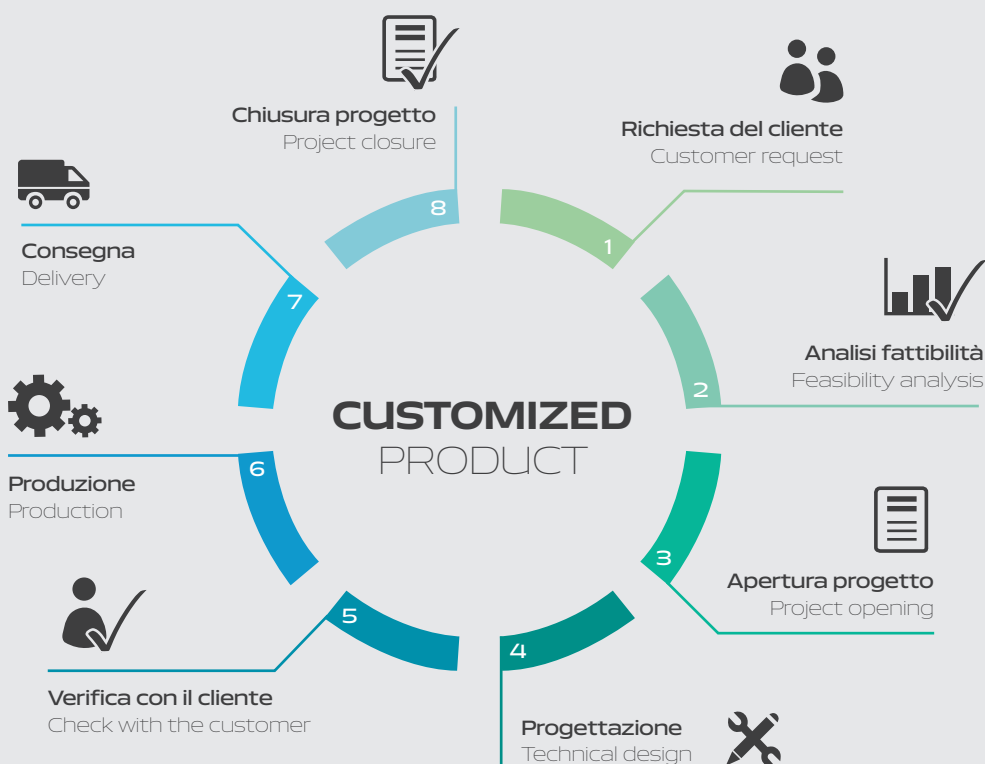 CUSTOMIZED
PRODUCT
1
Richiesta del cliente
Customer request
2
Analisi fattibilità
Feasibility analysis
3
Apertura progetto
Project opening
4
Progettazione
Technical design
5
Verifica con il cliente
Check with the customer
6
Produzione
Production
7
Consegna
Delivery
8
Chiusura progetto
Project closure